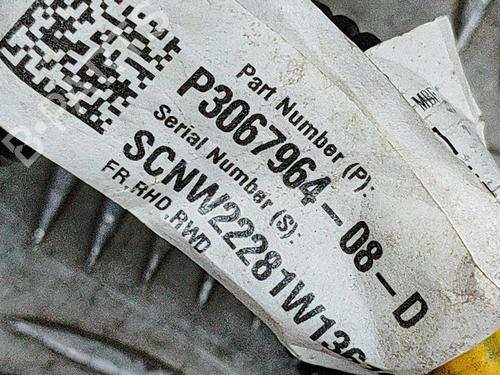 Part Number (P):
P3067964-08-D
Serial Number (S):
SCNW22281W136
FR,RHD,RWD